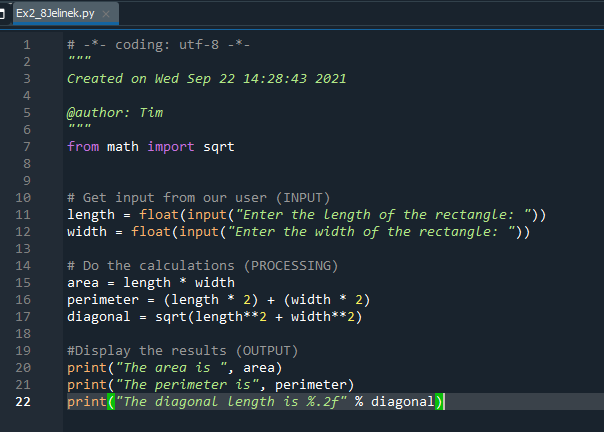 Ex2_8Jelinek.py ×
1 # -*- coding: utf-8 -*-
2 """
3 Created on Wed Sep 22 14:28:43 2021
4
5 @author: Tim
6 """
7 from math import sqrt
8
9
10 # Get input from our user (INPUT)
11 length = float(input("Enter the length of the rectangle: "))
12 width = float(input("Enter the width of the rectangle: "))
13
14 # Do the calculations (PROCESSING)
15 area = length * width
16 perimeter = (length * 2) + (width * 2)
17 diagonal = sqrt(length**2 + width**2)
18
19 #Display the results (OUTPUT)
20 print("The area is ", area)
21 print("The perimeter is", perimeter)
22 print("The diagonal length is %.2f" % diagonal)